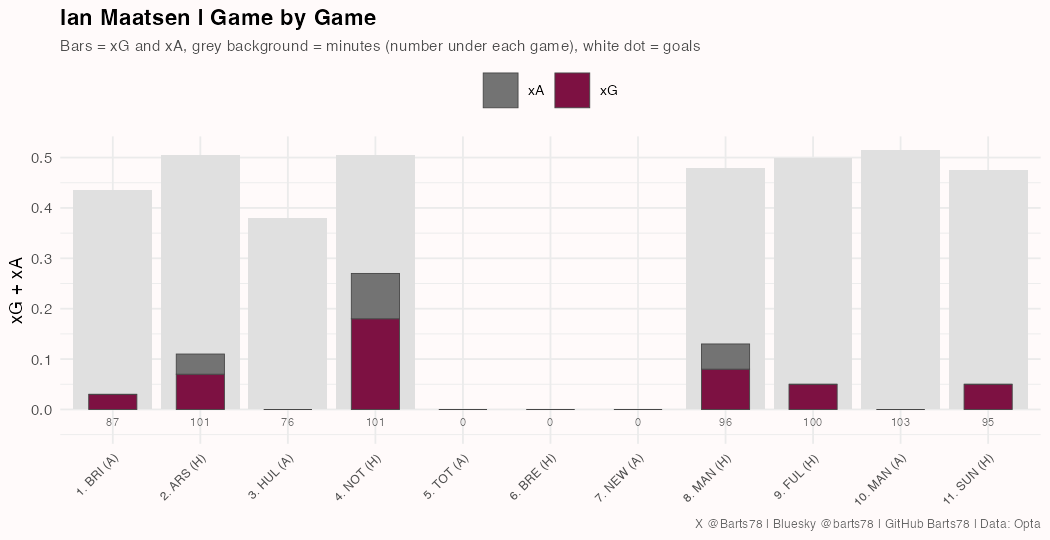 Ian Maatsen | Game by Game
Bars = xG and xA, grey background = minutes (number under each game), white dot = goals
xA xG
xG + xA
0.5
0.4
0.3
0.2
0.1
0.0
87 101 76 101 0 0 0 96 100 103 95
1. BRI (A) 2. ARS (H) 3. HUL (A) 4. NOT (H) 5. TOT (A) 6. BRE (H) 7. NEW (A) 8. MAN (H) 9. FUL (H) 10. MAN (A) 11. SUN (H)
X @Barts78 | Bluesky @barts78 | GitHub Barts78 | Data: Opta